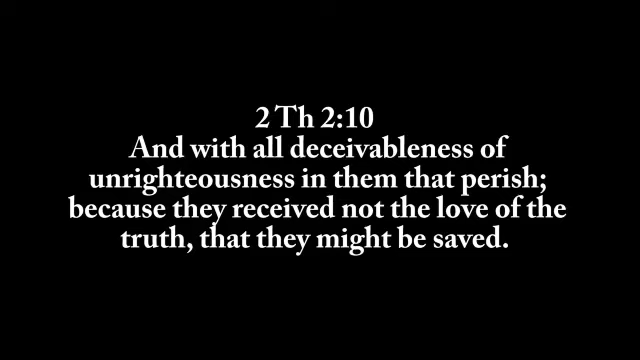 2 Th 2:10
And with all deceivableness of
unrighteousness in them that perish;
because they received not the love of the
truth, that they might be saved.